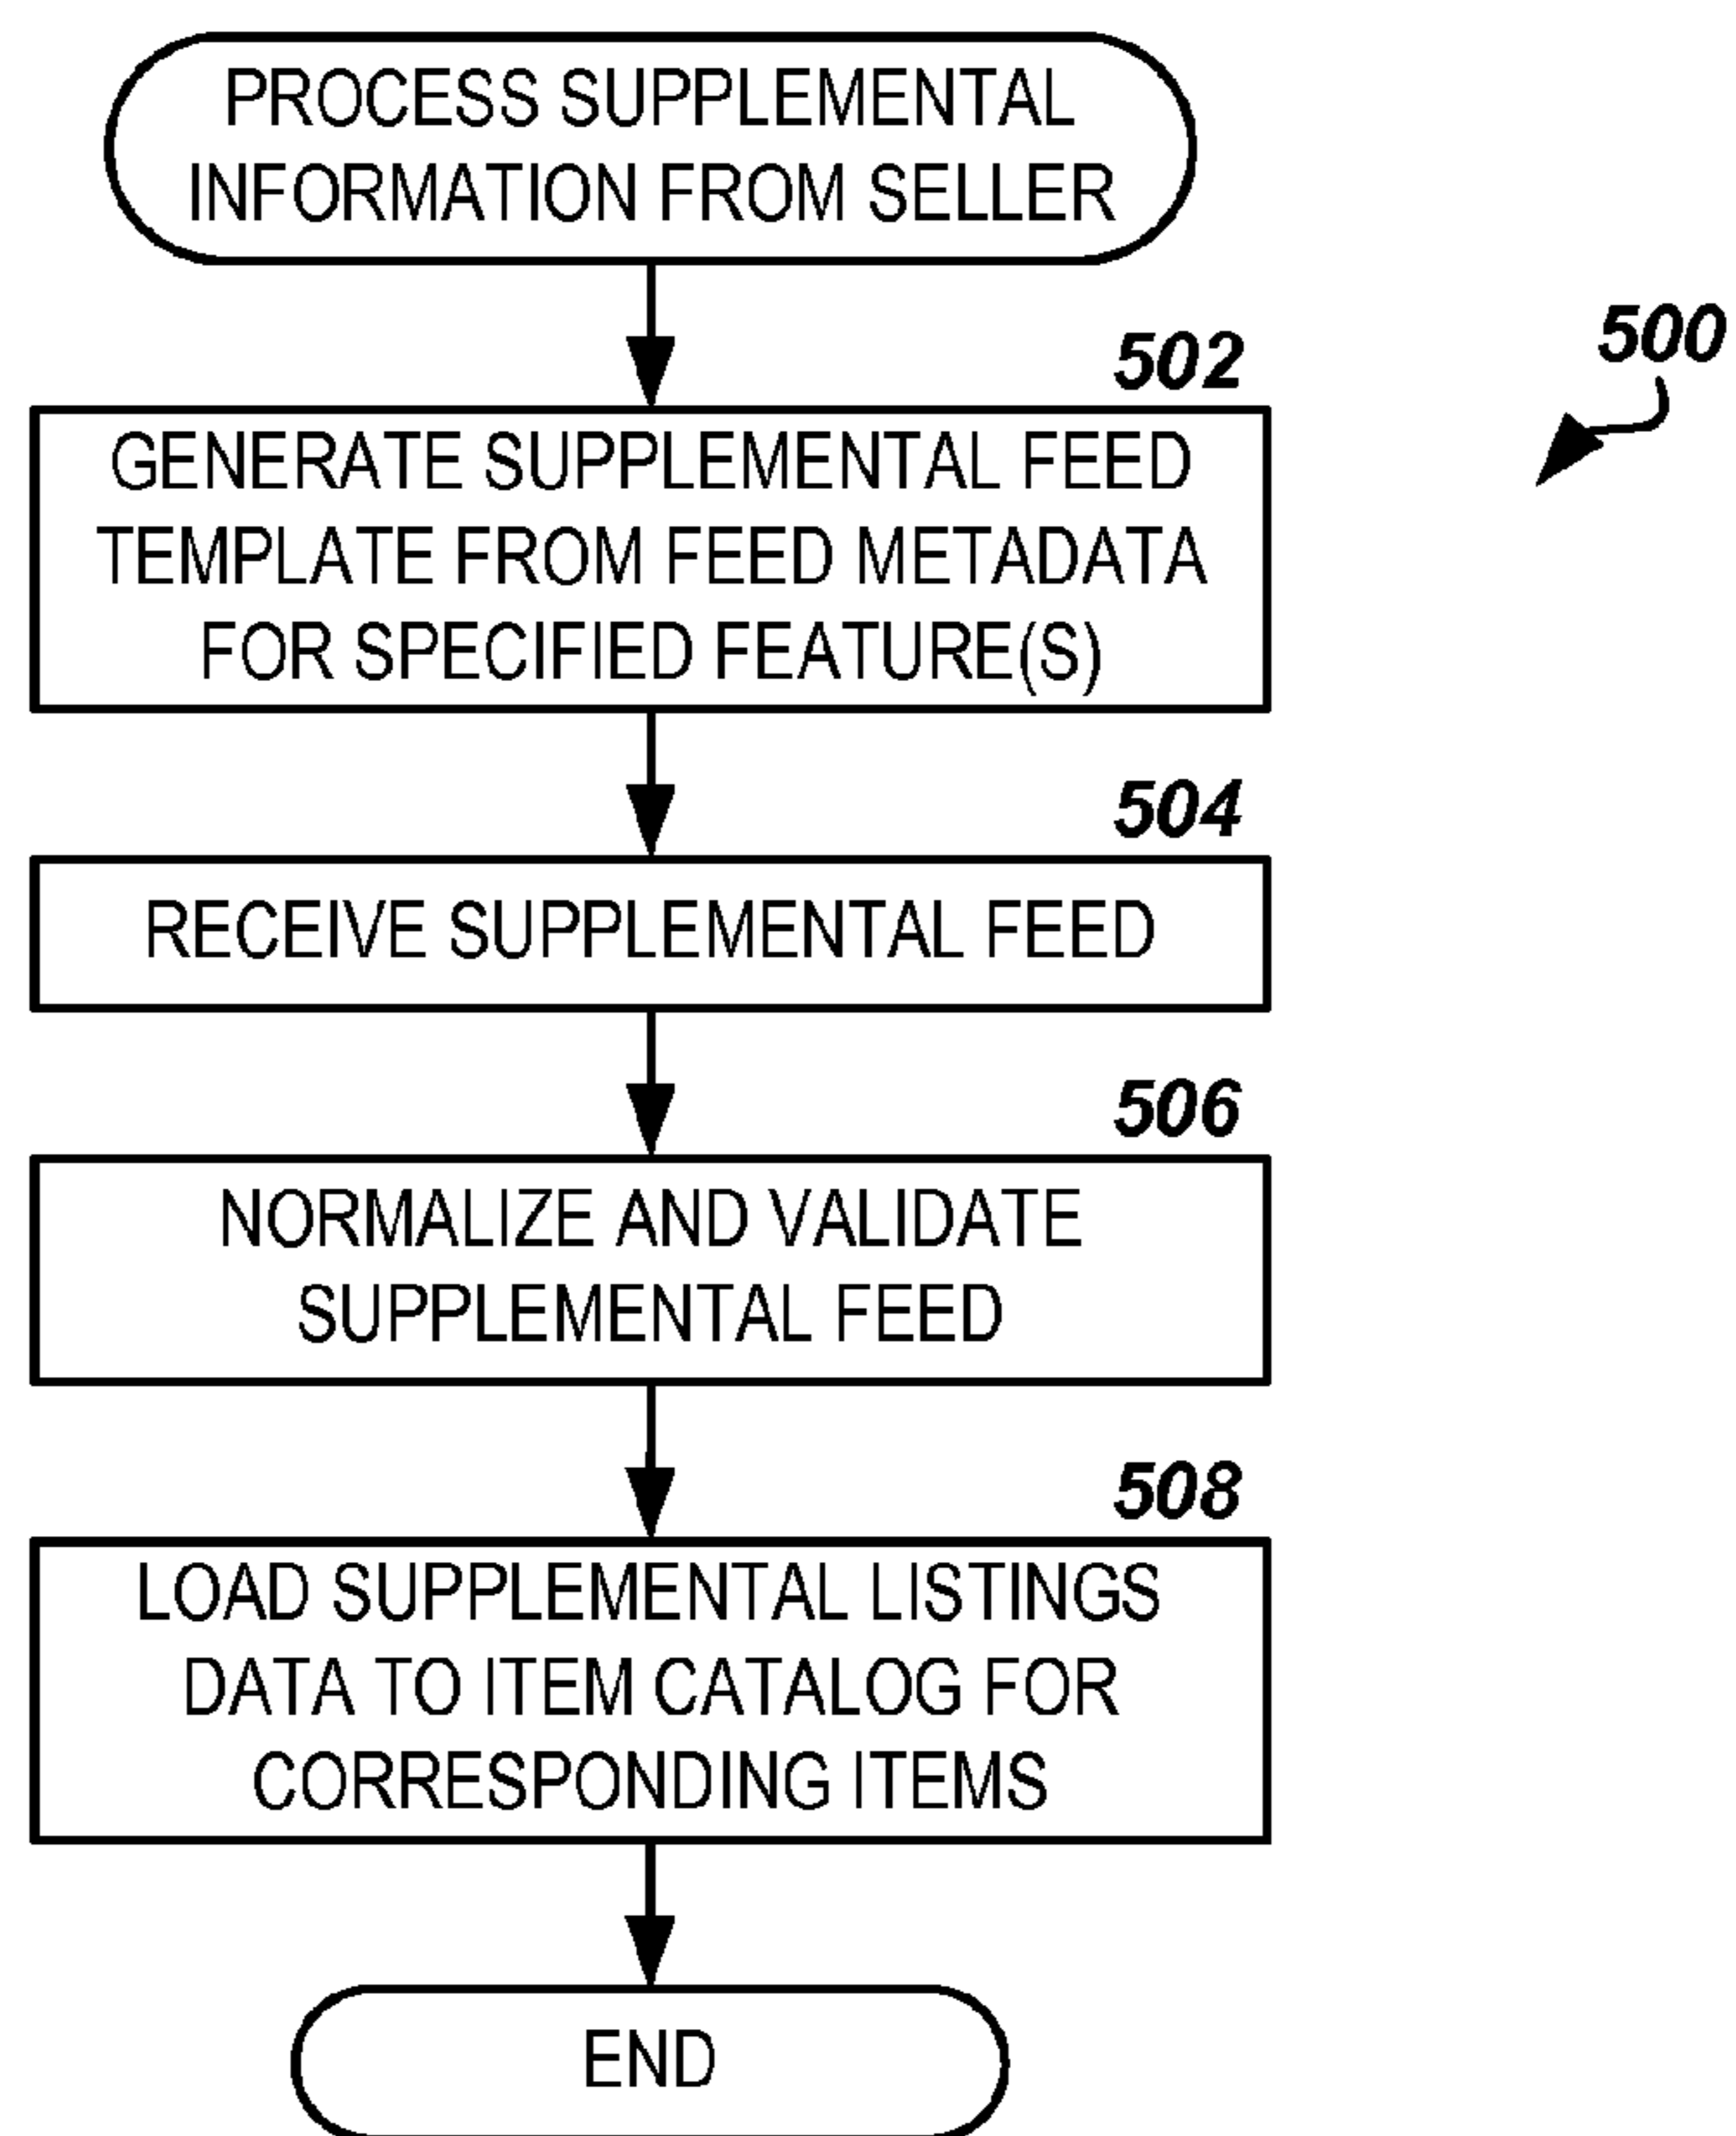 PROCESS SUPPLEMENTAL
INFORMATION FROM SELLER
500
502
GENERATE SUPPLEMENTAL FEED
TEMPLATE FROM FEED METADATA
FOR SPECIFIED FEATURE(S)
504
RECEIVE SUPPLEMENTAL FEED
506
NORMALIZE AND VALIDATE
SUPPLEMENTAL FEED
508
LOAD SUPPLEMENTAL LISTINGS
DATA TO ITEM CATALOG FOR
CORRESPONDING ITEMS
END